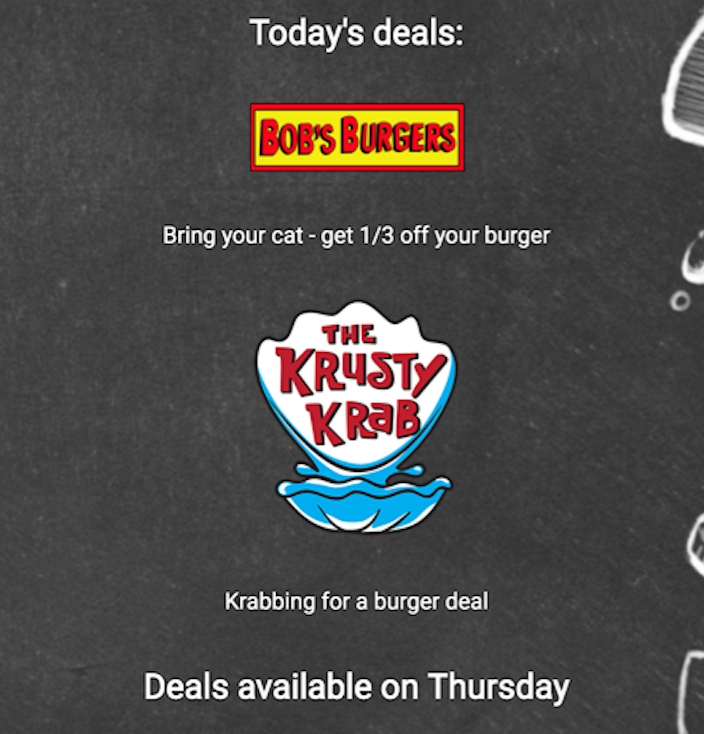 Today's deals:
BOB'S BURGERS
Bring your cat - get 1/3 off your burger
THE
KRUSTY
KRaB
Krabbing for a burger deal
Deals available on Thursday